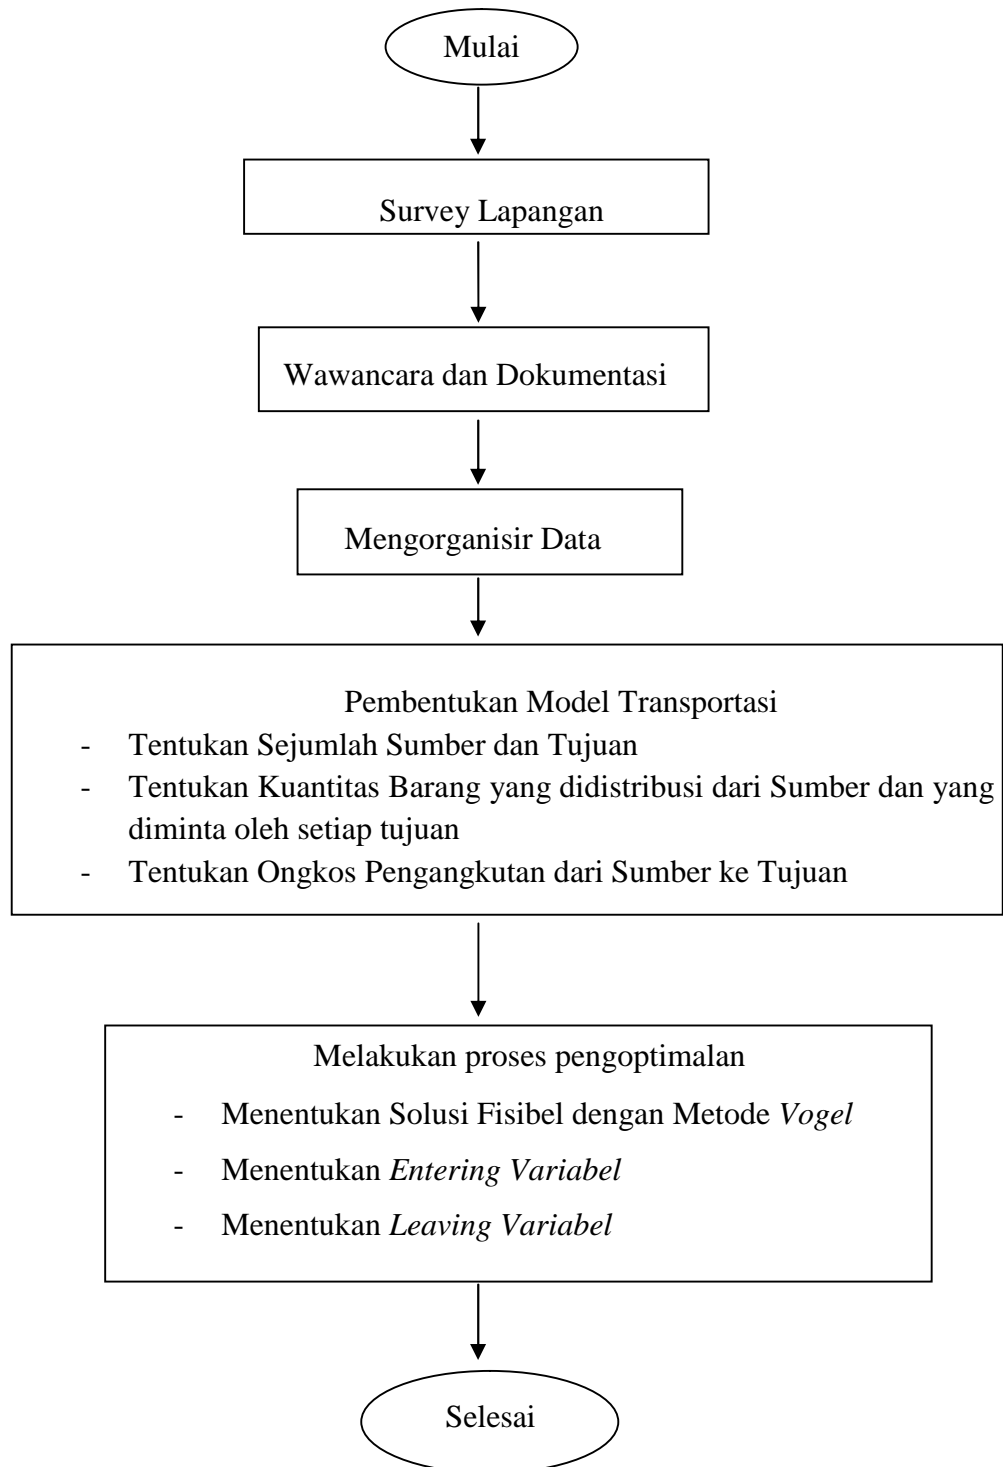 Mulai
Survey Lapangan
Wawancara dan Dokumentasi
Mengorganisir Data
Pembentukan Model Transportasi
- Tentukan Sejumlah Sumber dan Tujuan
- Tentukan Kuantitas Barang yang didistribusi dari Sumber dan yang
diminta oleh setiap tujuan
- Tentukan Ongkos Pengangkutan dari Sumber ke Tujuan
Melakukan proses pengoptimalan
- Menentukan Solusi Fisibel dengan Metode Vogel
- Menentukan Entering Variabel
- Menentukan Leaving Variabel
Selesai